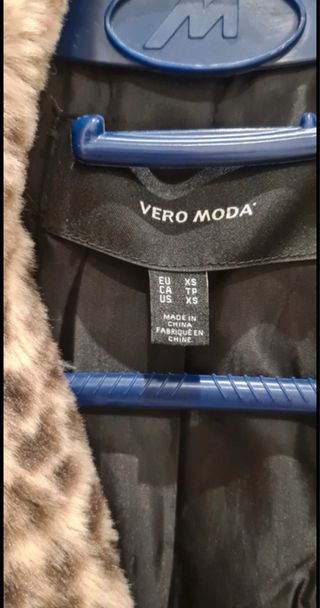 VERO MODA
EU XS
CA TP
US XS
MADE IN
CHINA
FABRIQUÉ EN
CHINE